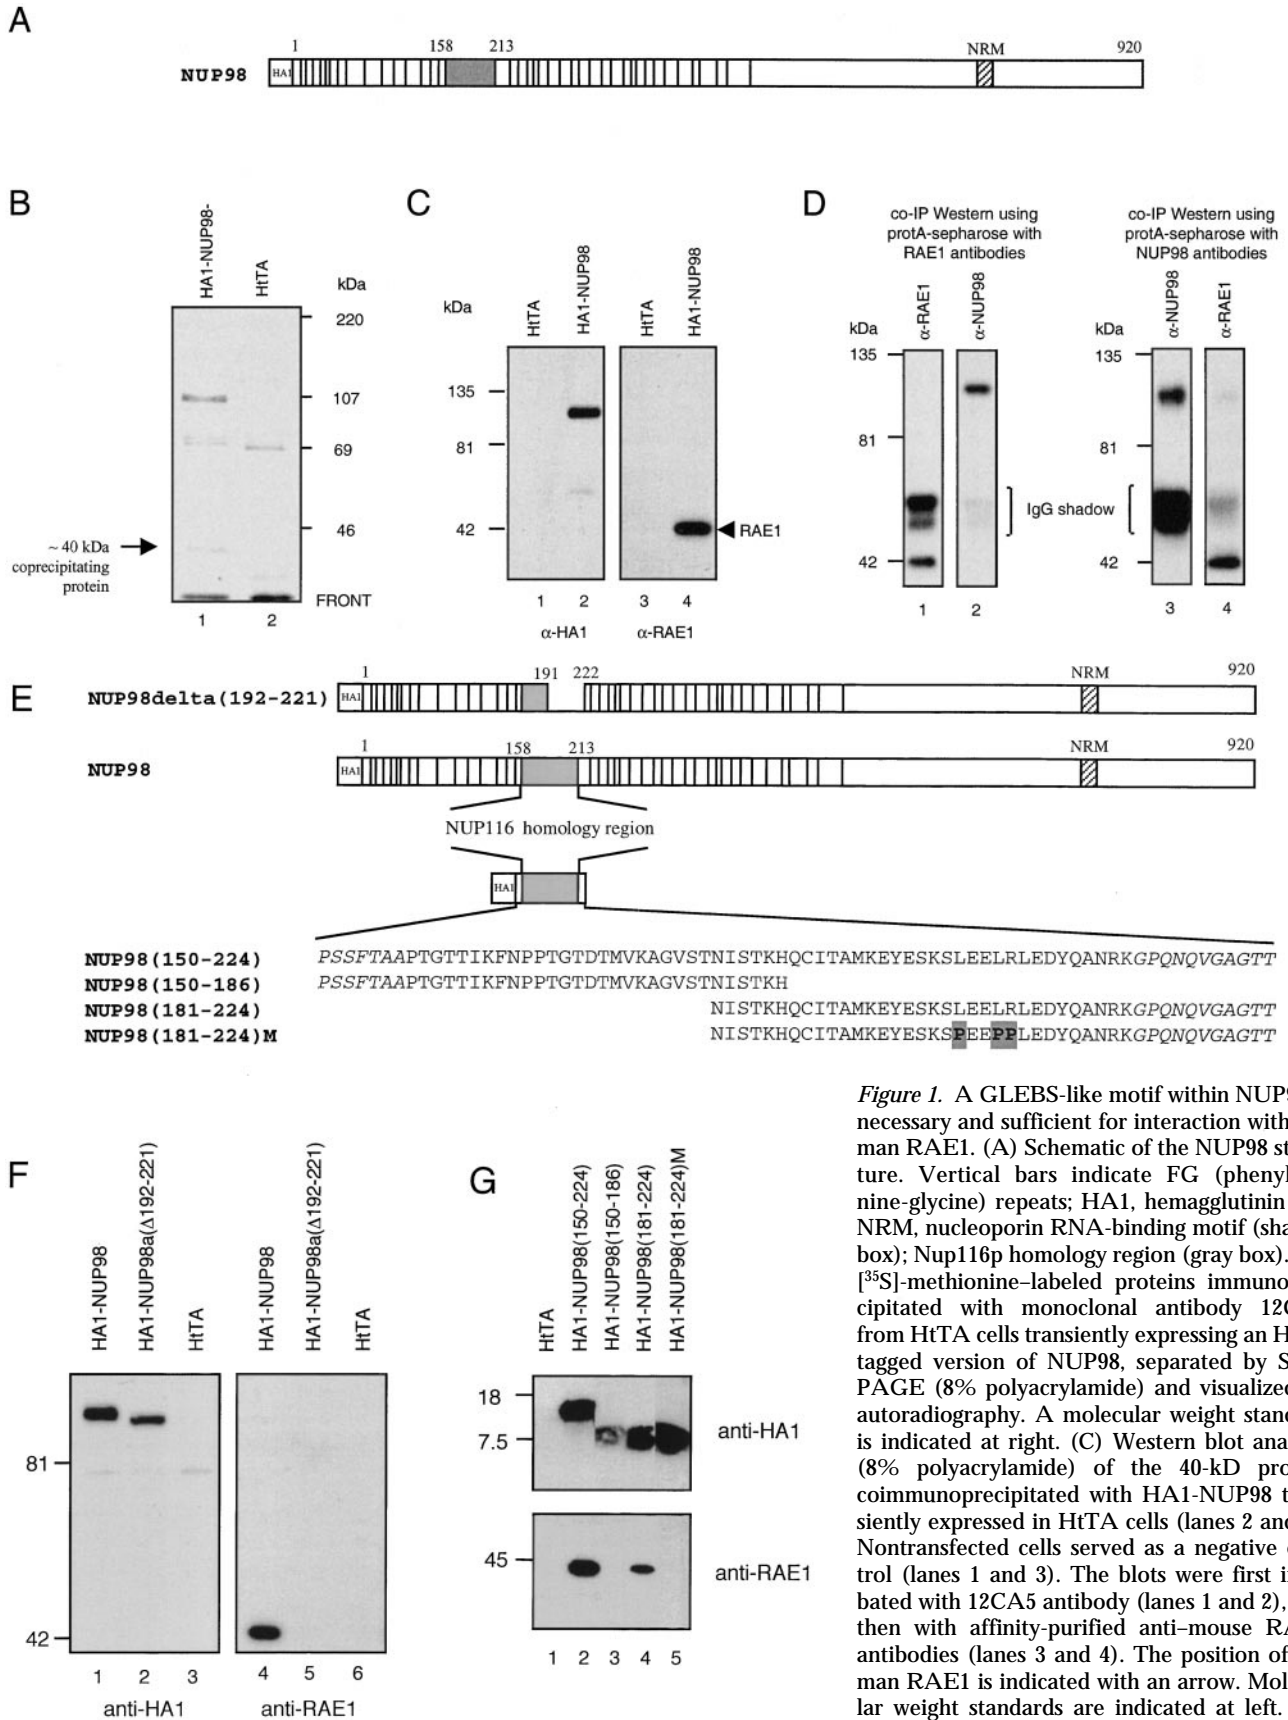 A
1 158 213 NRM 920
NUP98 HA1
B
HA1-NUP98-
HtTA
kDa
220
107
69
46
~ 40 kDa
coprecipitating
protein
FRONT
1 2
C
kDa
HtTA
HA1-NUP98
HtTA
HA1-NUP98
135
81
42
RAE1
1 2 3 4
α-HA1 α-RAE1
D
co-IP Western using
protA-sepharose with
RAE1 antibodies
co-IP Western using
protA-sepharose with
NUP98 antibodies
kDa
α-RAE1
α-NUP98
kDa
α-NUP98
α-RAE1
135
81
42
IgG shadow
135
81
42
1 2 3 4
E
1 191 222 NRM 920
NUP98delta(192-221) HA1
1 158 213 NRM 920
NUP98 HA1
NUP116 homology region
HA1
NUP98(150-224) PSSFTAAPTGTTIKFNPPTGTDTMVKAGVSTNISTKHQCITAMKEYESKSLEELRLEDYQANRKGPQNQVGAGTT
NUP98(150-186) PSSFTAAPTGTTIKFNPPTGTDTMVKAGVSTNISTKH
NUP98(181-224) NISTKHQCITAMKEYESKSLEELRLEDYQANRKGPQNQVGAGTT
NUP98(181-224)M NISTKHQCITAMKEYESKSPEEPPLEDYQANRKGPQNQVGAGTT
F
HA1-NUP98
HA1-NUP98a(Δ192-221)
HtTA
HA1-NUP98
HA1-NUP98a(Δ192-221)
HtTA
81
42
1 2 3 4 5 6
anti-HA1 anti-RAE1
G
HtTA
HA1-NUP98(150-224)
HA1-NUP98(150-186)
HA1-NUP98(181-224)
HA1-NUP98(181-224)M
18
7.5
anti-HA1
45
anti-RAE1
1 2 3 4 5
Figure 1. A GLEBS-like motif within NUP9
necessary and sufficient for interaction with
man RAE1. (A) Schematic of the NUP98 st
ture. Vertical bars indicate FG (phenyl
nine-glycine) repeats; HA1, hemagglutinin
NRM, nucleoporin RNA-binding motif (sha
box); Nup116p homology region (gray box).
[35S]-methionine–labeled proteins immuno
cipitated with monoclonal antibody 12C
from HtTA cells transiently expressing an H
tagged version of NUP98, separated by S
PAGE (8% polyacrylamide) and visualized
autoradiography. A molecular weight stand
is indicated at right. (C) Western blot ana
(8% polyacrylamide) of the 40-kD pro
coimmunoprecipitated with HA1-NUP98 t
siently expressed in HtTA cells (lanes 2 and
Nontransfected cells served as a negative
trol (lanes 1 and 3). The blots were first i
bated with 12CA5 antibody (lanes 1 and 2),
then with affinity-purified anti–mouse RA
antibodies (lanes 3 and 4). The position of
man RAE1 is indicated with an arrow. Mol
lar weight standards are indicated at left.